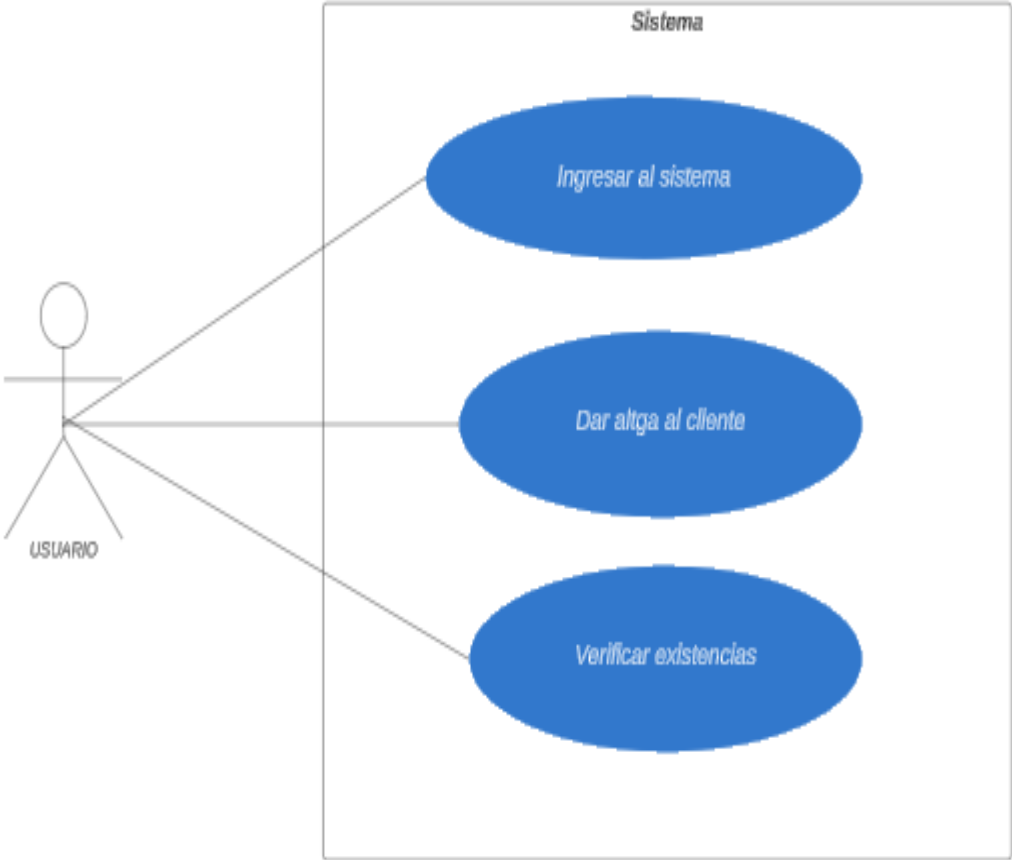 Sistema
Ingresar al sistema
Dar altga al cliente
USUARIO
Verificar existencias